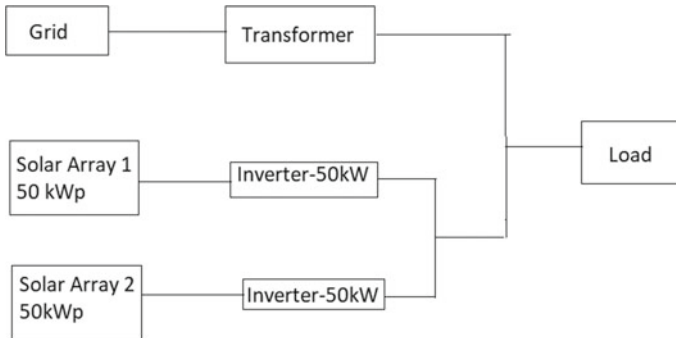 Grid
Transformer
Load
Solar Array 1
50 kWp
Inverter-50kW
Solar Array 2
50kWp
Inverter-50kW